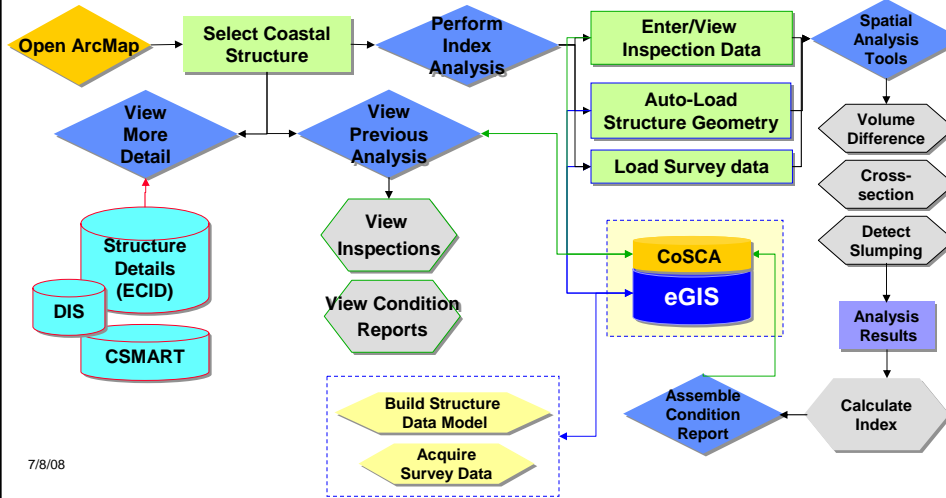 Open ArcMap
Select Coastal
Structure
Perform
Index
Analysis
Enter/View
Inspection Data
Auto-Load
Structure Geometry
Load Survey data
Spatial
Analysis
Tools
View
More
Detail
View
Previous
Analysis
Volume
Difference
Cross-
section
Detect
Slumping
Structure
Details
(ECID)
DIS
CSMART
View
Inspections
View Condition
Reports
CoSCA
eGIS
Analysis
Results
Calculate
Index
Assemble
Condition
Report
Build Structure
Data Model
Acquire
Survey Data
7/8/08